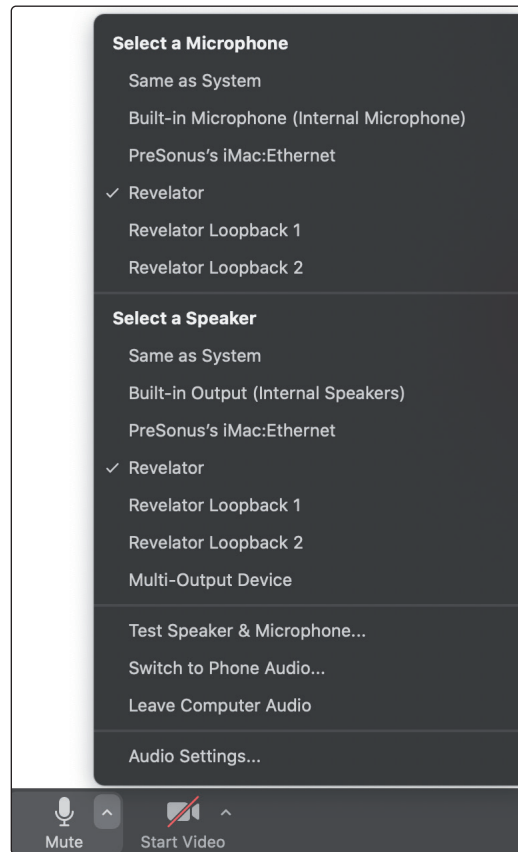 Select a Microphone
Same as System
Built-in Microphone (Internal Microphone)
PreSonus's iMac:Ethernet
✓ Revelator
Revelator Loopback 1
Revelator Loopback 2
Select a Speaker
Same as System
Built-in Output (Internal Speakers)
PreSonus's iMac:Ethernet
✓ Revelator
Revelator Loopback 1
Revelator Loopback 2
Multi-Output Device
Test Speaker & Microphone...
Switch to Phone Audio...
Leave Computer Audio
Audio Settings...
Mute Start Video